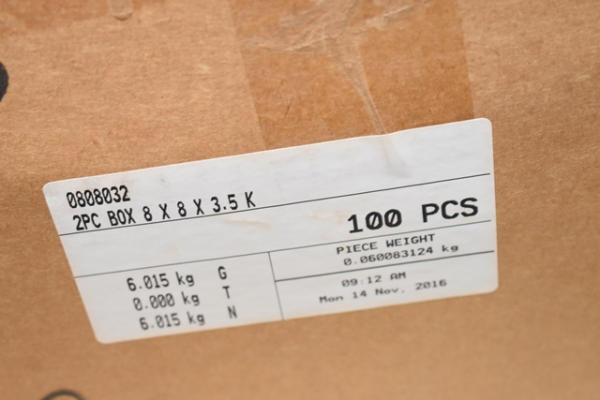 0808032
2PC BOX 8 X 8 X 3.5 K
100 PCS
PIECE WEIGHT
0.060083124 kg
6.015 kg G
0.000 kg T
6.015 kg N
09:12 AM
Mon 14 Nov, 2016